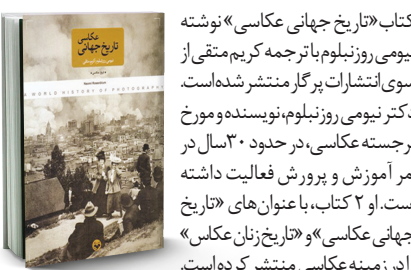 کتاب «تاریخ جهانی عکاسی» نوشته
نیومی روزنبلوم با ترجمه کریم متقی از
سوی انتشارات پرگار منتشر شده‌است.
دکتر نیومی روزنبلوم، نویسنده و مورخ
برجسته عکاسی، در حدود ۳۰ سال در
امر آموزش و پرورش فعالیت داشته
است. او ۲ کتاب، با عنوان‌های «تاریخ
جهانی عکاسی» و «تاریخ زنان عکاس»
را در زمینه عکاسی منتشر کرده‌است.
عکاسی
تاریخ جهانی
A WORLD HISTORY OF PHOTOGRAPHY